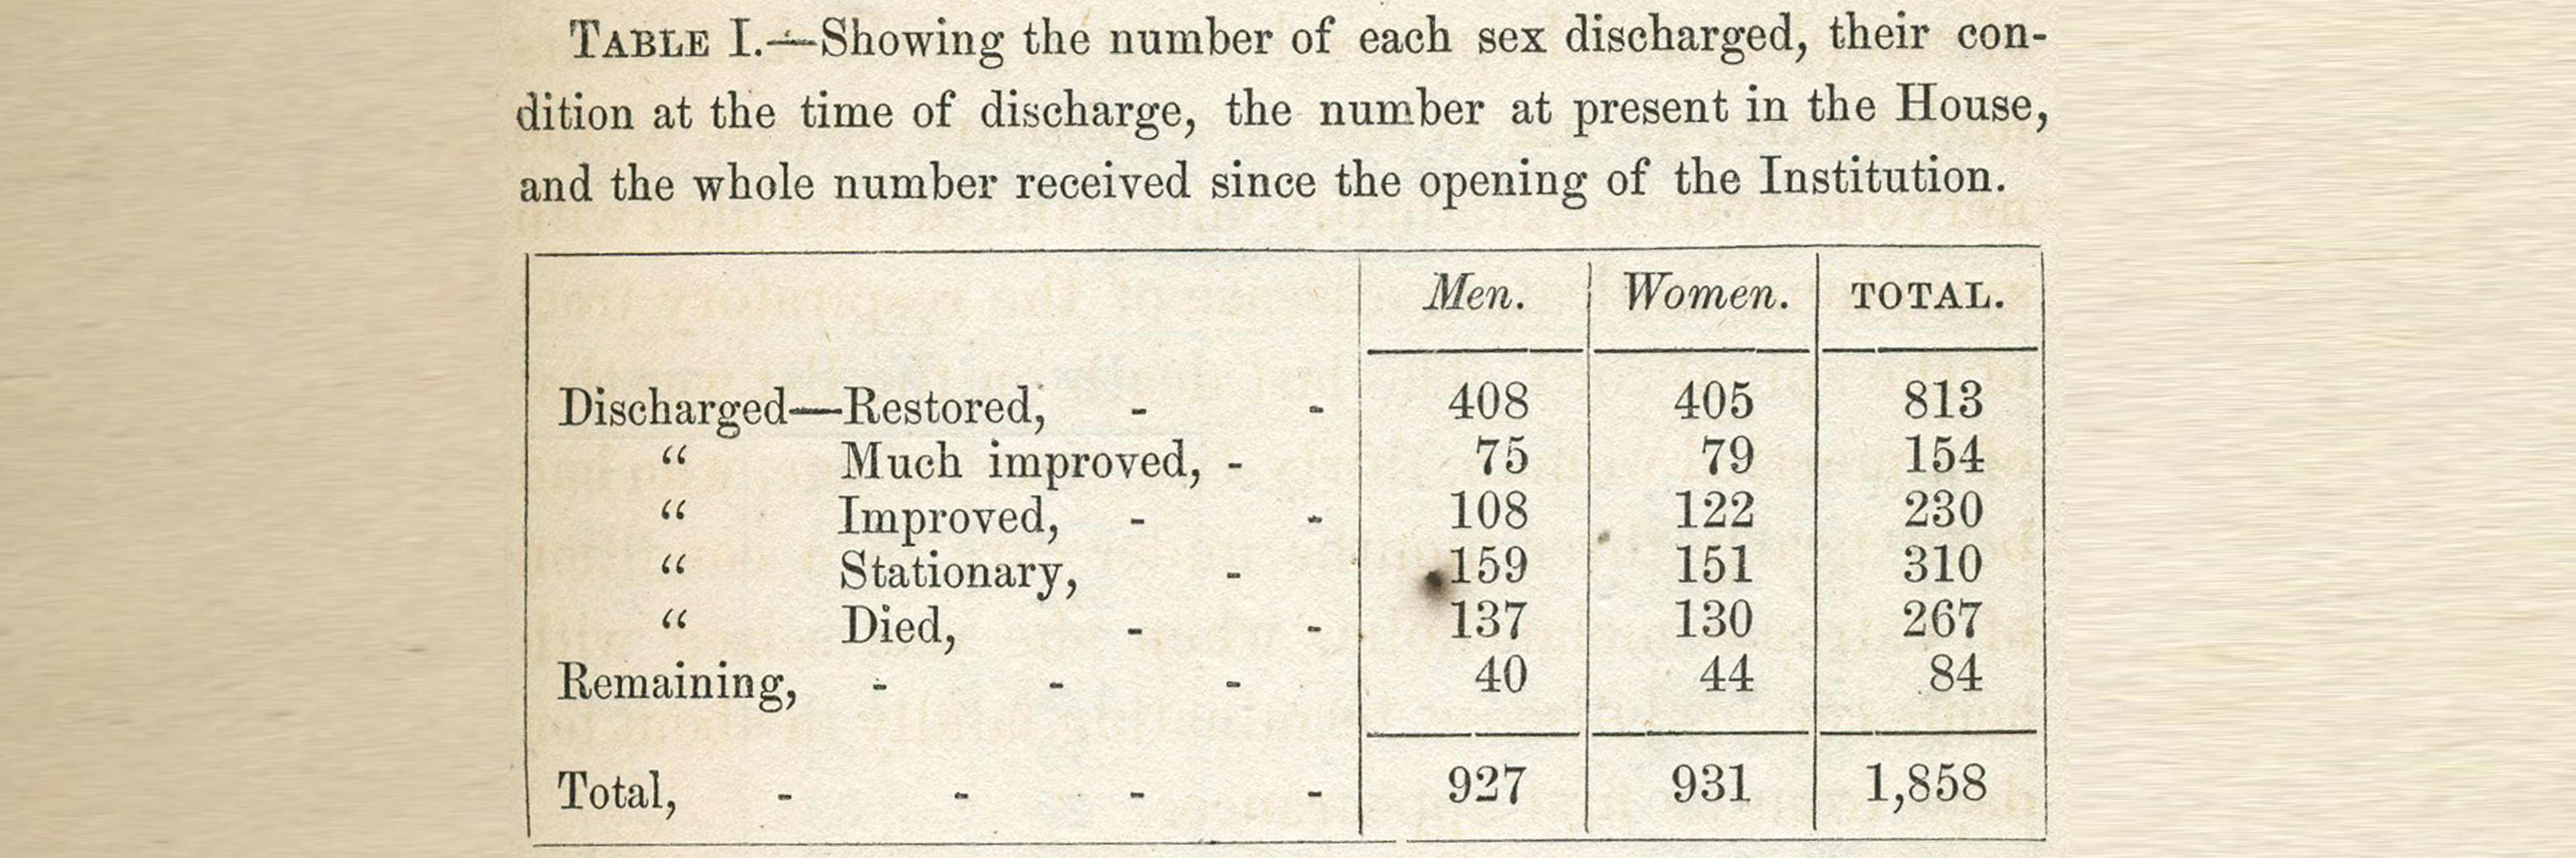 TABLE I.—Showing the number of each sex discharged, their con-
dition at the time of discharge, the number at present in the House,
and the whole number received since the opening of the Institution.
Men. Women. TOTAL.
Discharged—Restored, - - 408 405 813
“ Much improved, - 75 79 154
“ Improved, - - 108 122 230
“ Stationary, - 159 151 310
“ Died, - - 137 130 267
Remaining, - - - 40 44 84
Total, - - - - 927 931 1,858